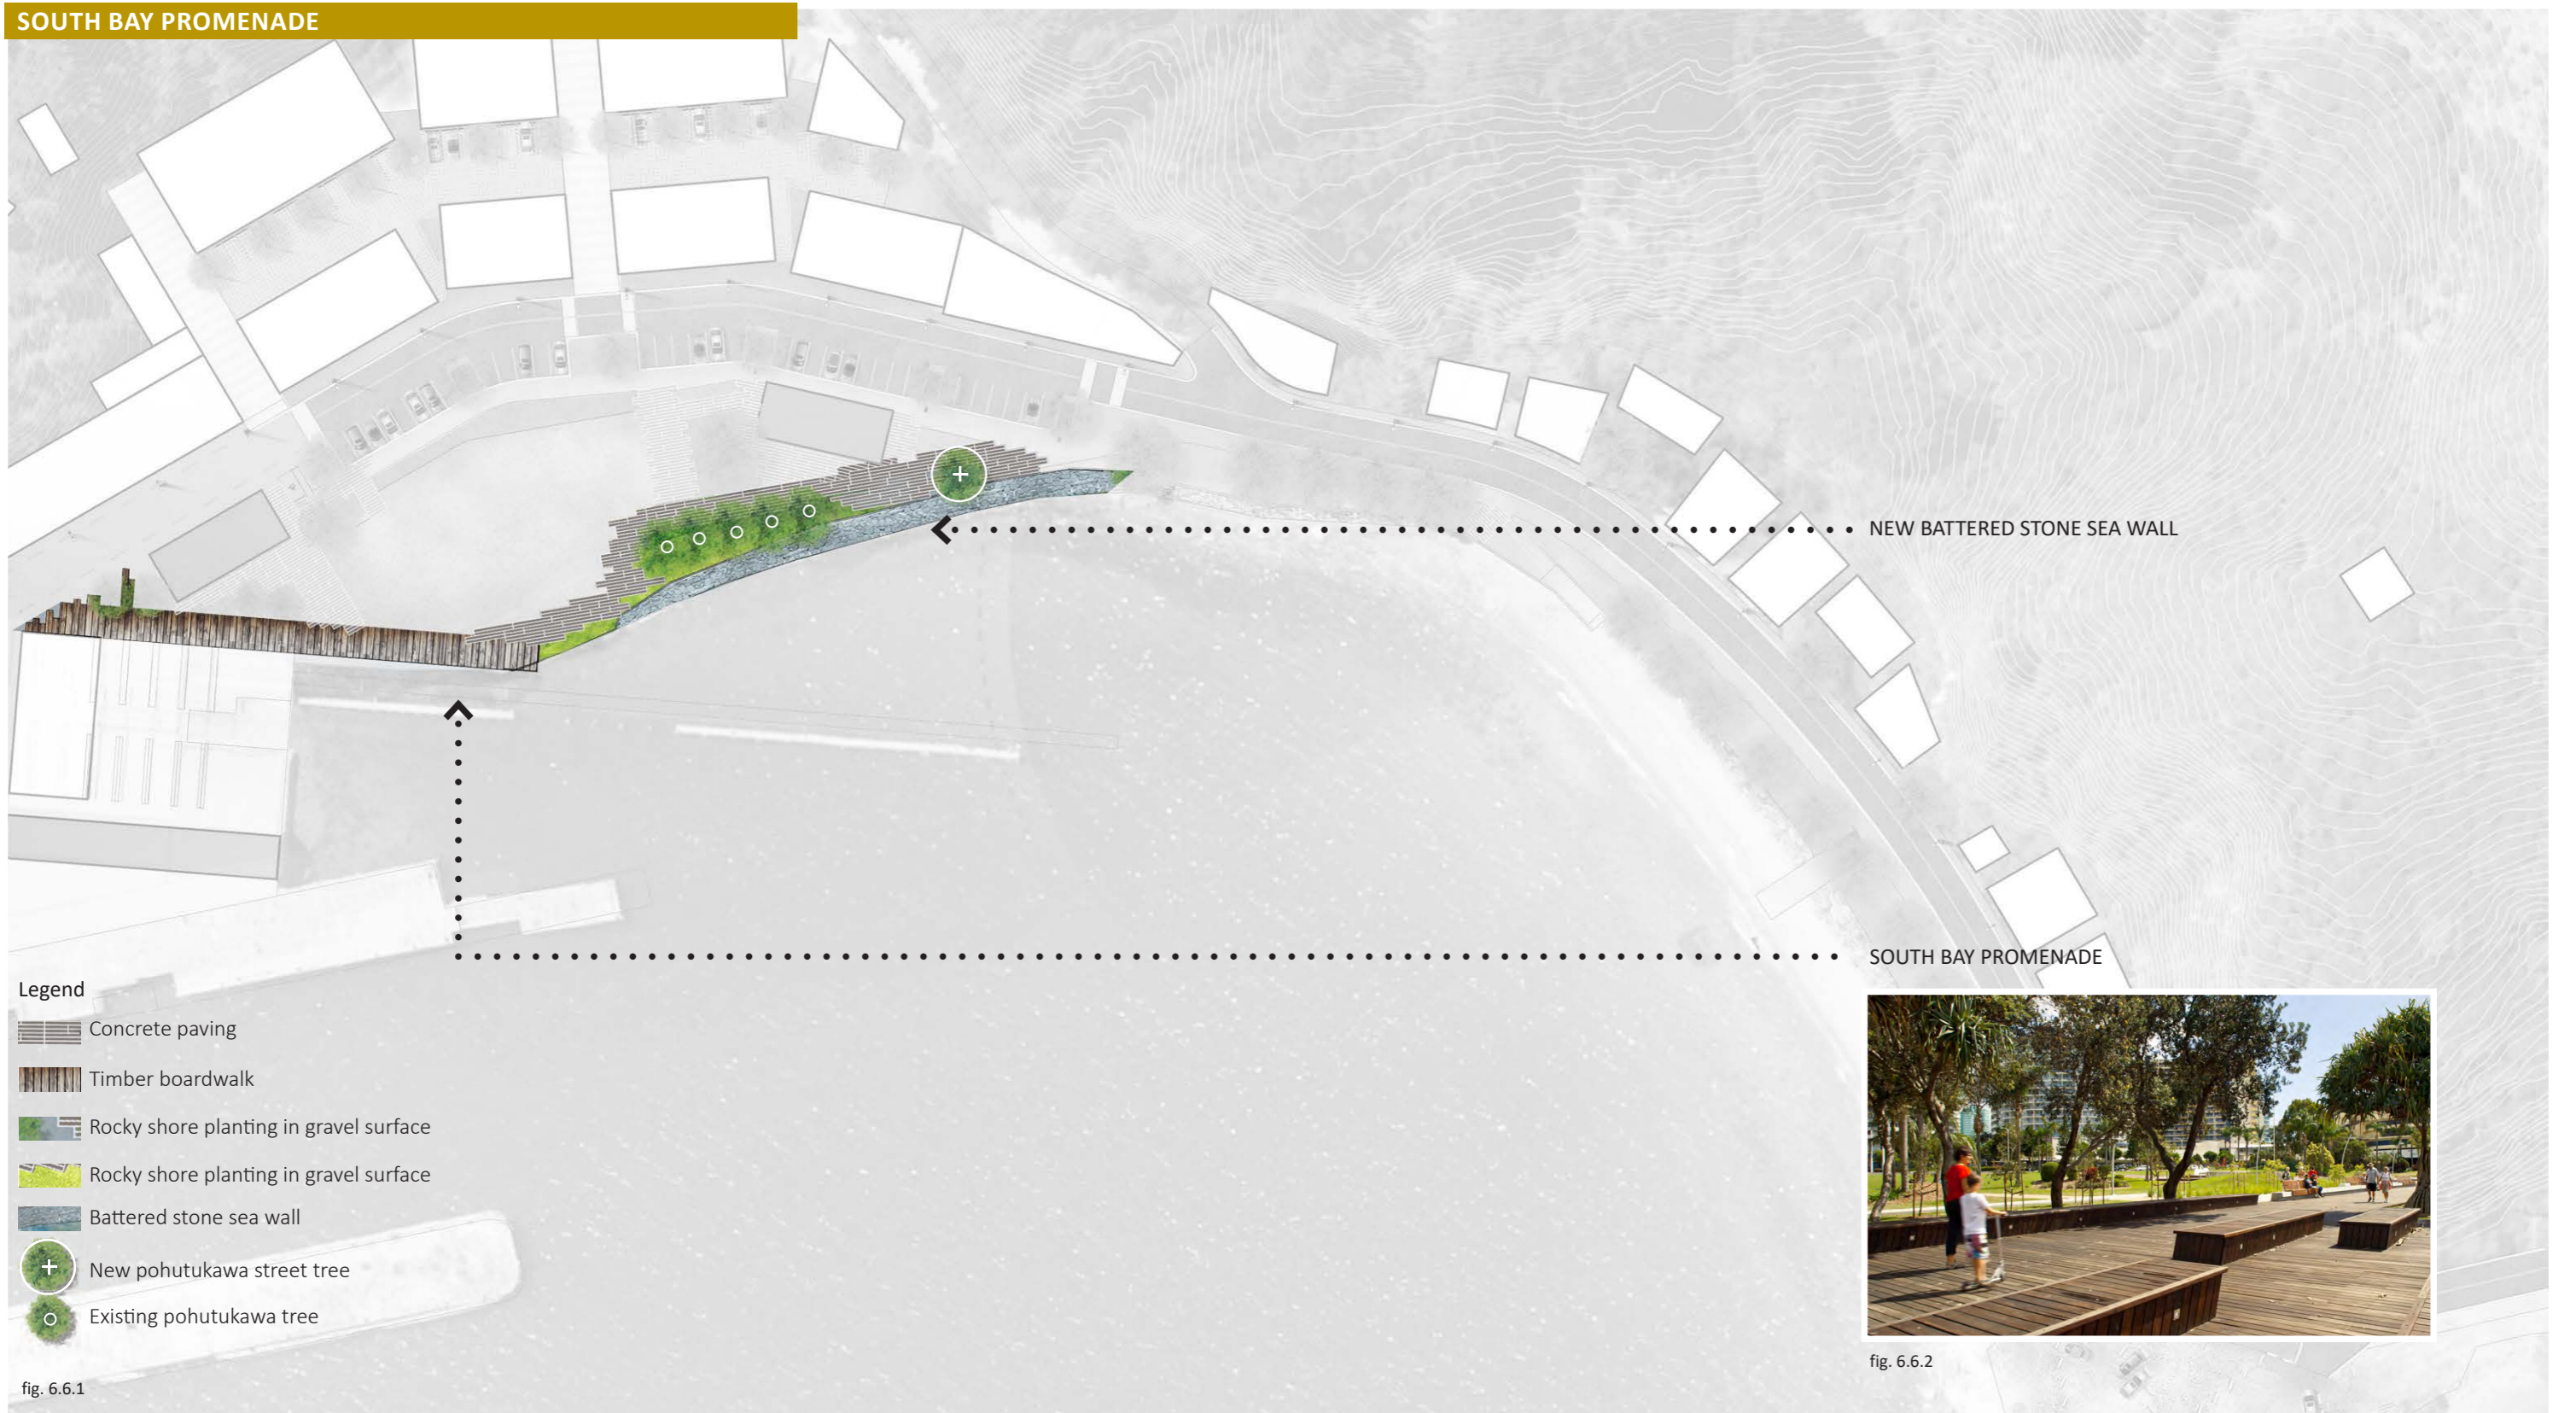 SOUTH BAY PROMENADE
NEW BATTERED STONE SEA WALL
SOUTH BAY PROMENADE
Legend
Concrete paving
Timber boardwalk
Rocky shore planting in gravel surface
Rocky shore planting in gravel surface
Battered stone sea wall
New pohutukawa street tree
Existing pohutukawa tree
fig. 6.6.1
fig. 6.6.2